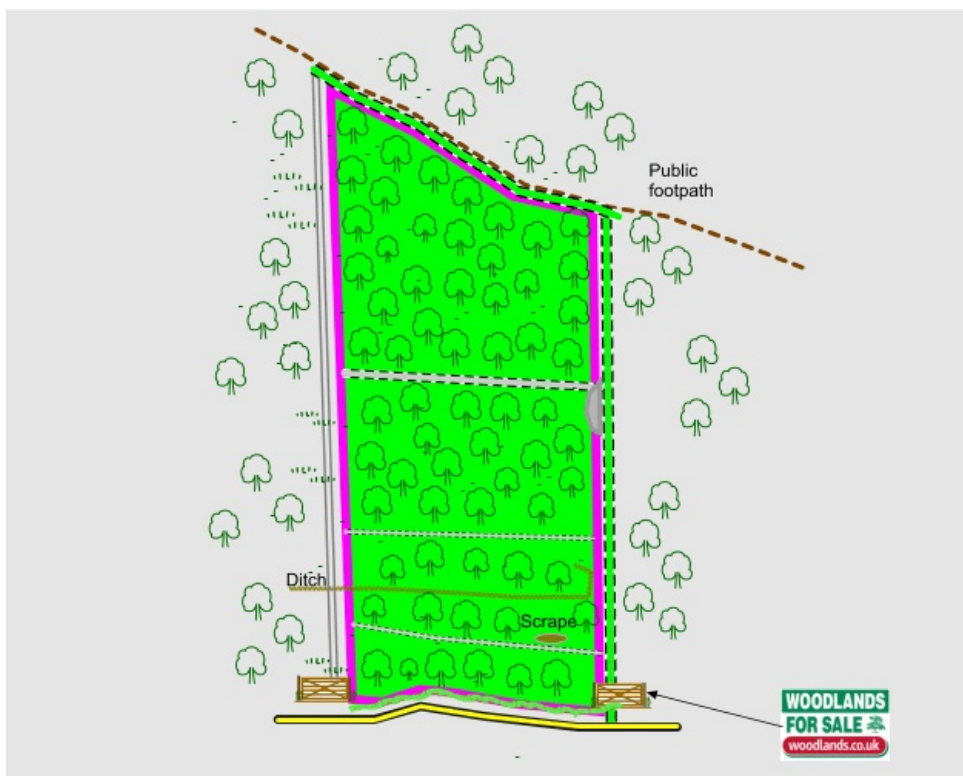 Public
footpath
Ditch
Scrape
WOODLANDS
FOR SALE
woodlands.co.uk